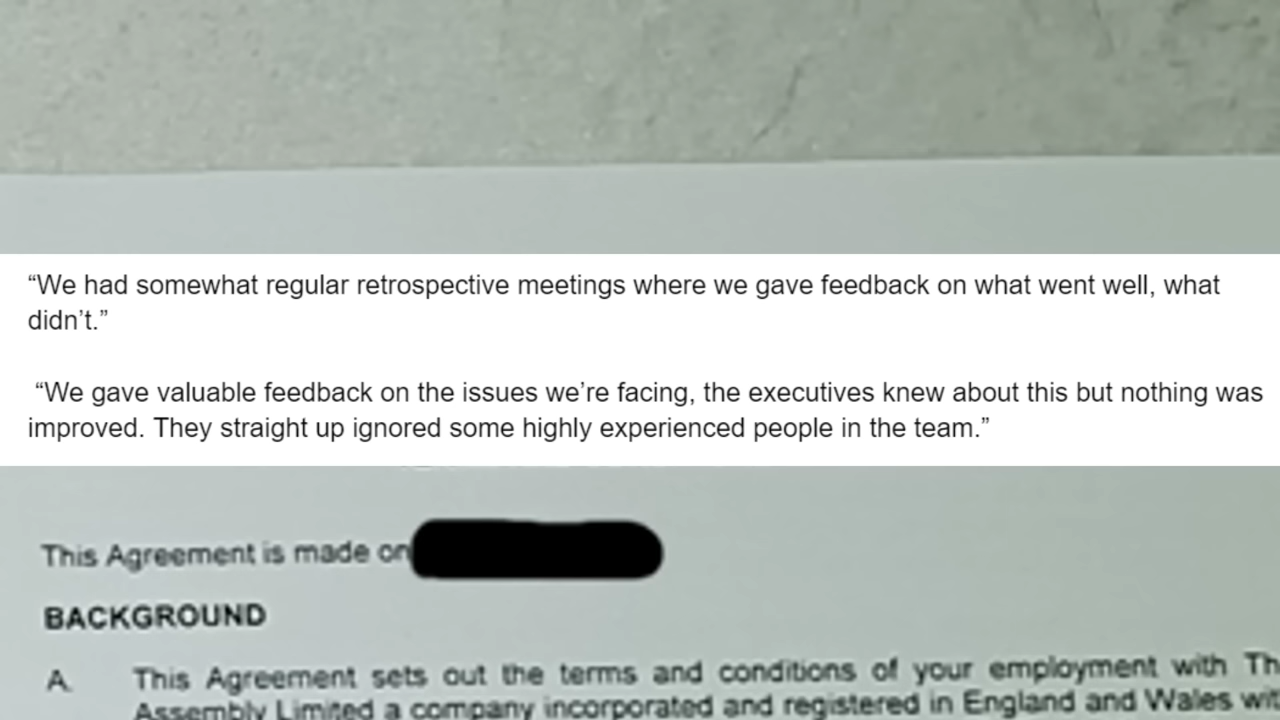 “We had somewhat regular retrospective meetings where we gave feedback on what went well, what
didn’t.”
“We gave valuable feedback on the issues we’re facing, the executives knew about this but nothing was
improved. They straight up ignored some highly experienced people in the team.”
This Agreement is made on
BACKGROUND
A. This Agreement sets out the terms and conditions of your employment with Th
Assembly Limited a company incorporated and registered in England and Wales wit